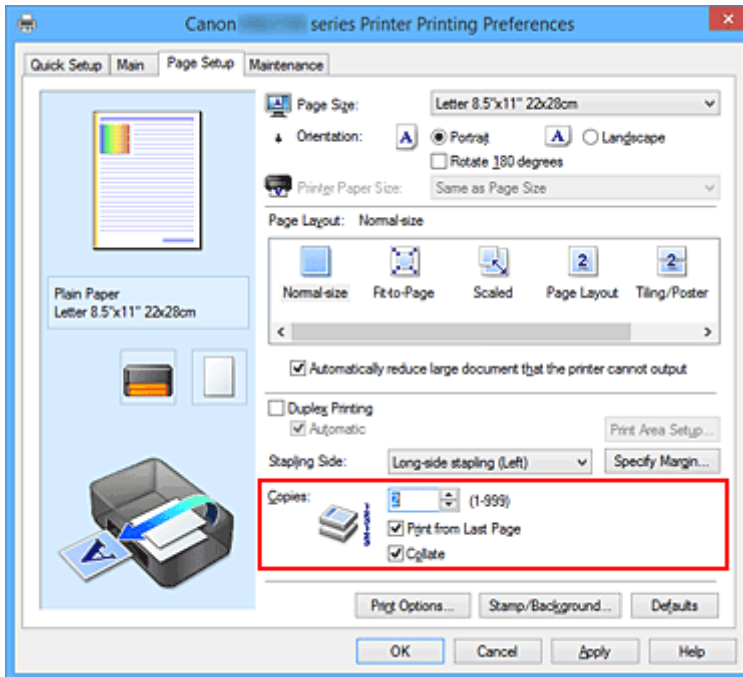 Canon series Printer Printing Preferences
Quick Setup Main Page Setup Maintenance
Page Size: Letter 8.5"x11" 22x28cm
Orientation: A Portrait A Landscape
Rotate 180 degrees
Printer Paper Size: Same as Page Size
Page Layout: Normal-size
Normal-size Fit-to-Page Scaled Page Layout Tiling/Poster
Plain Paper
Letter 8.5"x11" 22x28cm
Automatically reduce large document that the printer cannot output
Duplex Printing
Automatic
Print Area Setup...
Stapling Side: Long-side stapling (Left) Specify Margin...
Copies: 2 (1-999)
Print from Last Page
Collate
Print Options... Stamp/Background... Defaults
OK Cancel Apply Help